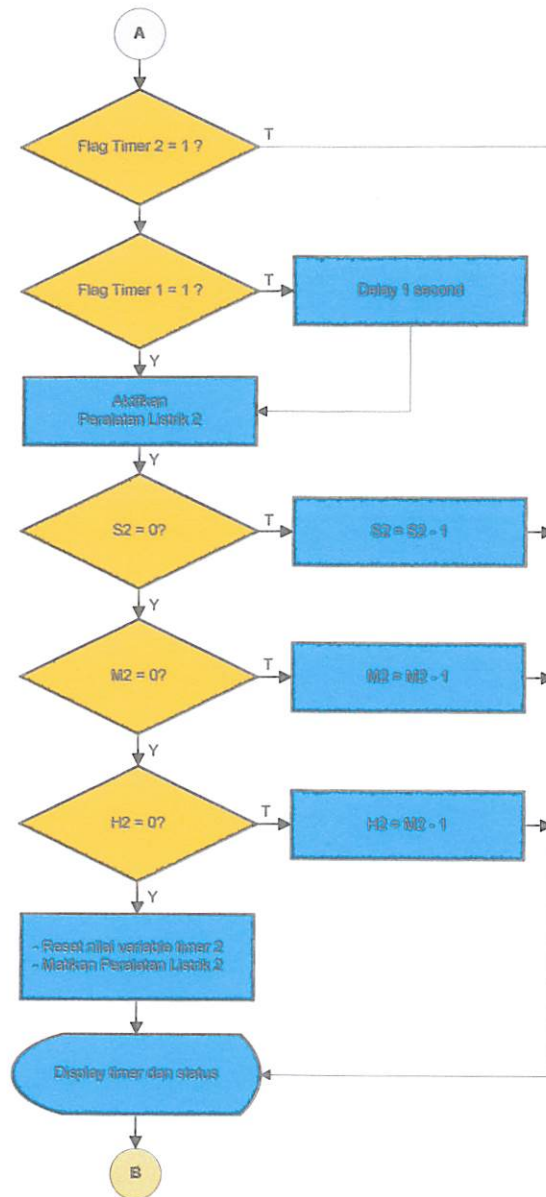 A
Flag Timer 2 = 1 ?
T
Flag Timer 1 = 1 ?
T
Delay 1 second
Y
Aktifkan
Peralatan Listrik 2
Y
S2 = 0?
T
S2 = S2 - 1
Y
M2 = 0?
T
M2 = M2 - 1
Y
H2 = 0?
T
H2 = M2 - 1
Y
- Reset nilai variable timer 2
- Matikan Peralatan Listrik 2
Display timer dan status
B